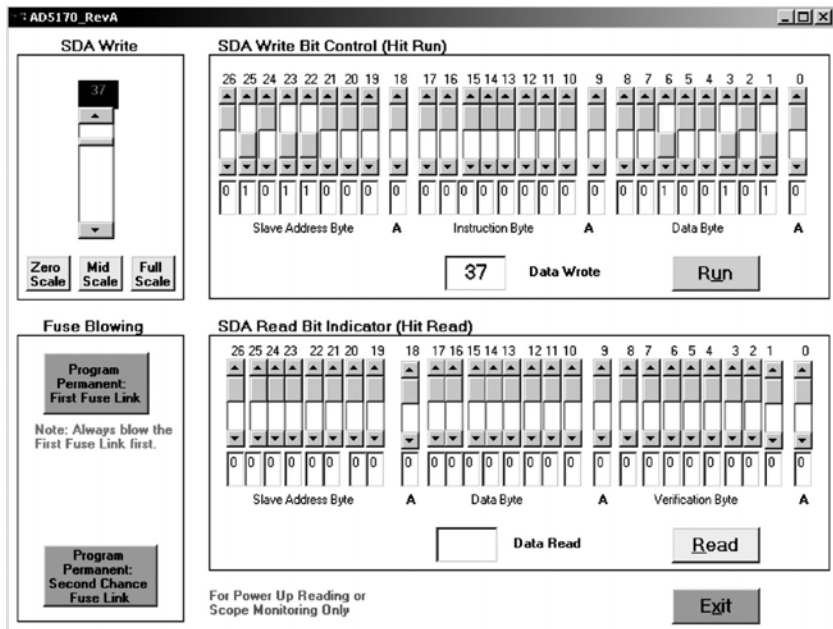 AD5170_RevA
SDA Write
37
Zero Scale
Mid Scale
Full Scale
SDA Write Bit Control (Hit Run)
26 25 24 23 22 21 20 19 18 17 16 15 14 13 12 11 10 9 8 7 6 5 4 3 2 1 0
0 1 0 1 1 0 0 0 0 0 0 0 0 0 0 0 0 0 0 0 1 0 0 1 0 1 0
Slave Address Byte A Instruction Byte A Data Byte A
37 Data Wrote Run
Fuse Blowing
Program
Permanent:
First Fuse Link
Note: Always blow the
First Fuse Link first.
Program
Permanent:
Second Chance
Fuse Link
SDA Read Bit Indicator (Hit Read)
26 25 24 23 22 21 20 19 18 17 16 15 14 13 12 11 10 9 8 7 6 5 4 3 2 1 0
0 0 0 0 0 0 0 0 0 0 0 0 0 0 0 0 0 0 0 0 0 0 0 0 0 0 0
Slave Address Byte A Data Byte A Verification Byte A
Data Read Read
For Power Up Reading or
Scope Monitoring Only
Exit